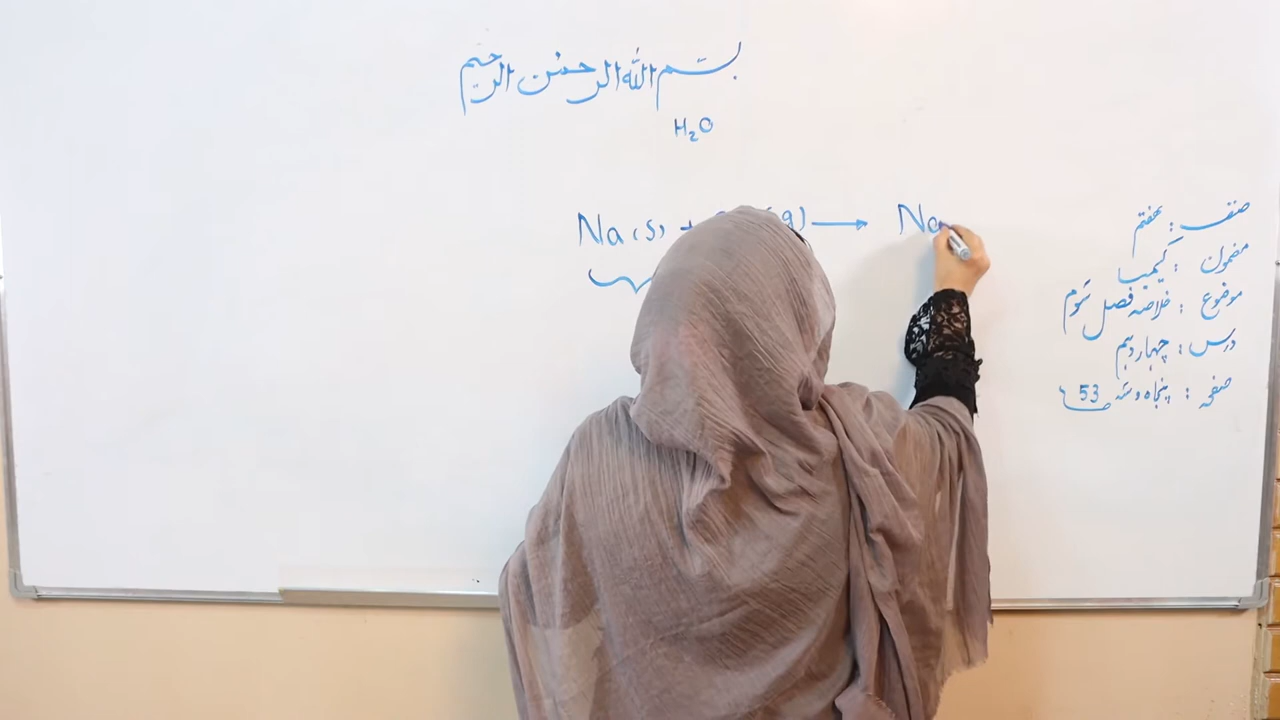 بسم الله الرحمن الرحیم
H₂O
Na (s) + (g) → Na
صنف : هفتم
مضمون : کیمیا
موضوع : خلاصه فصل سوم
درس : چهاردهم
صفحه : پنجاه و سه 53